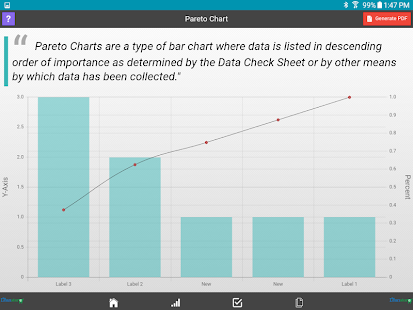 99% 1:47 PM
? Pareto Chart Generate PDF
“ Pareto Charts are a type of bar chart where data is listed in descending
order of importance as determined by the Data Check Sheet or by other means
by which data has been collected."
3.0 1.0
0.9
2.5
0.8
0.7
2.0
0.6
Y-Axis 1.5 0.5 Percent
0.4
1.0
0.3
0.2
0.5
0.1
0 0
Label 3 Label 2 New New Label 1